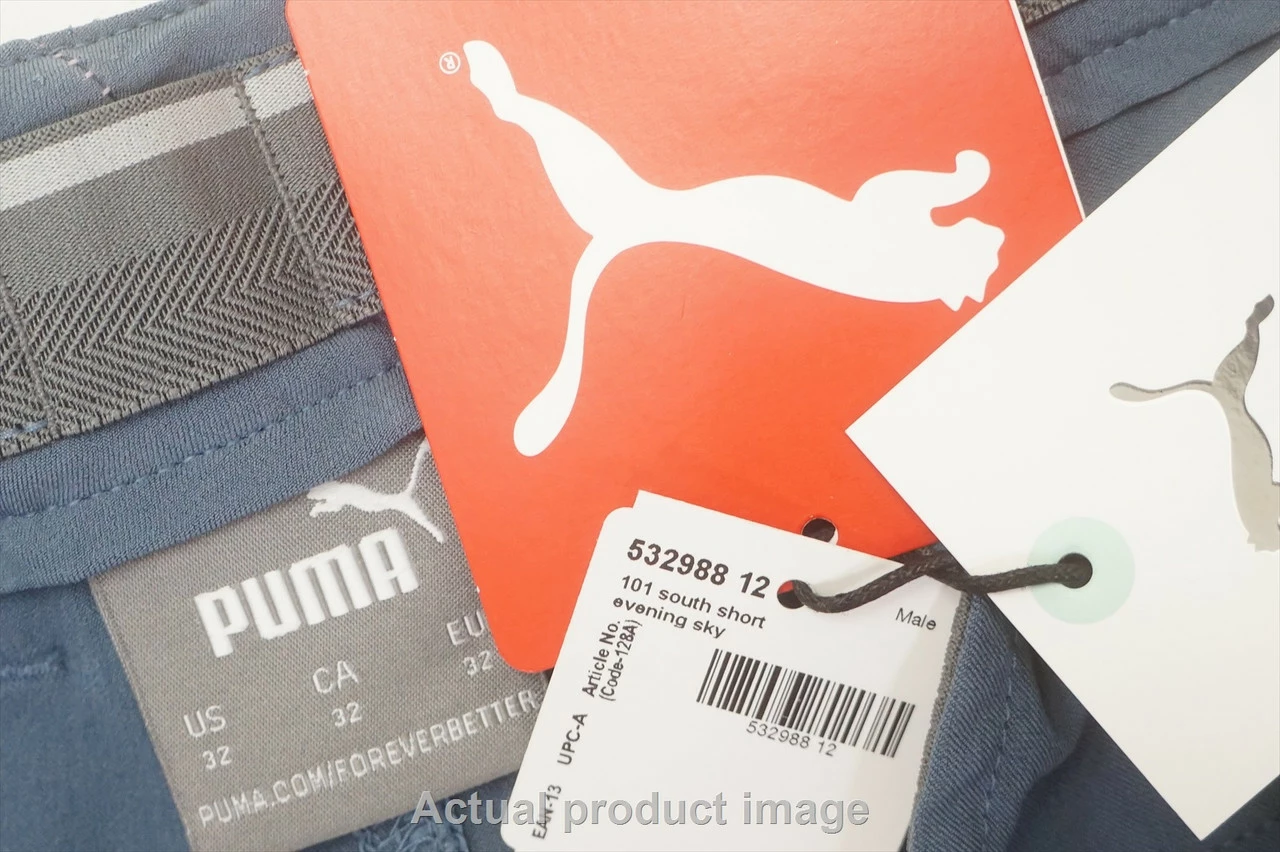 ®
PUMA
US
32
CA
32
EU
32
PUMA.COM/FOREVERBETTER
532988 12
101 south short
evening sky
Male
Article No.
(Code-128A)
532988 12
UPC-A
EAN-13
Actual product image